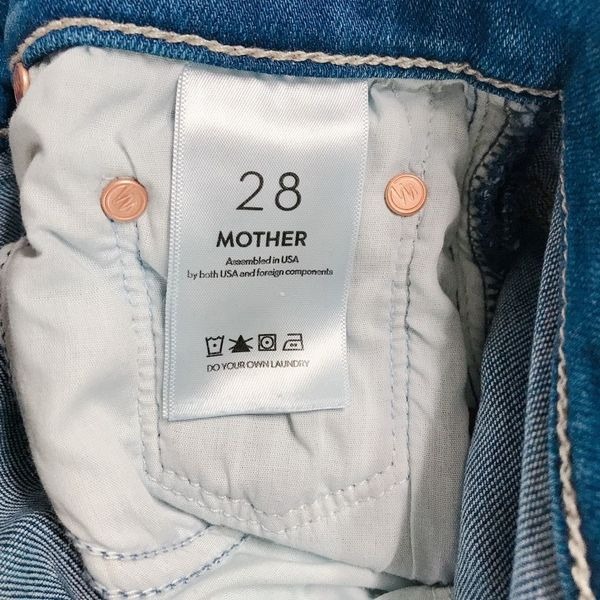 28
MOTHER
Assembled in USA
by both USA and foreign components
DO YOUR OWN LAUNDRY